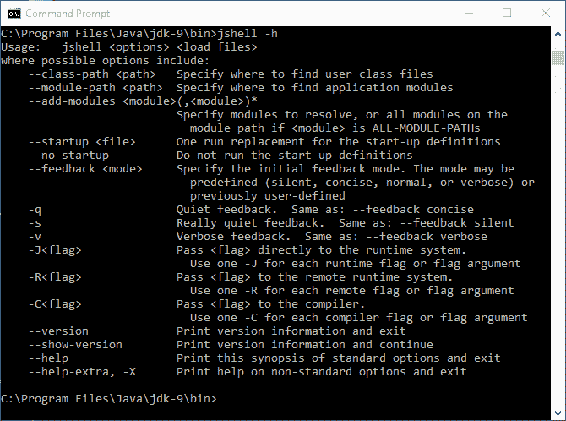 Command Prompt
C:\Program Files\Java\jdk-9\bin>jshell -h
Usage:   jshell <options> <load files>
where possible options include:
    --class-path <path>   Specify where to find user class files
    --module-path <path>  Specify where to find application modules
    --add-modules <module>(,<module>)*
                          Specify modules to resolve, or all modules on the
                            module path if <module> is ALL-MODULE-PATHs
    --startup <file>      One run replacement for the start-up definitions
    --no-startup          Do not run the start-up definitions
    --feedback <mode>     Specify the initial feedback mode. The mode may be
                            predefined (silent, concise, normal, or verbose) or
                            previously user-defined
    -q                    Quiet feedback.  Same as: --feedback concise
    -s                    Really quiet feedback.  Same as: --feedback silent
    -v                    Verbose feedback.  Same as: --feedback verbose
    -J<flag>              Pass <flag> directly to the runtime system.
                            Use one -J for each runtime flag or flag argument
    -R<flag>              Pass <flag> to the remote runtime system.
                            Use one -R for each remote flag or flag argument
    -C<flag>              Pass <flag> to the compiler.
                            Use one -C for each compiler flag or flag argument
    --version             Print version information and exit
    --show-version        Print version information and continue
    --help                Print this synopsis of standard options and exit
    --help-extra, -X      Print help on non-standard options and exit
C:\Program Files\Java\jdk-9\bin>